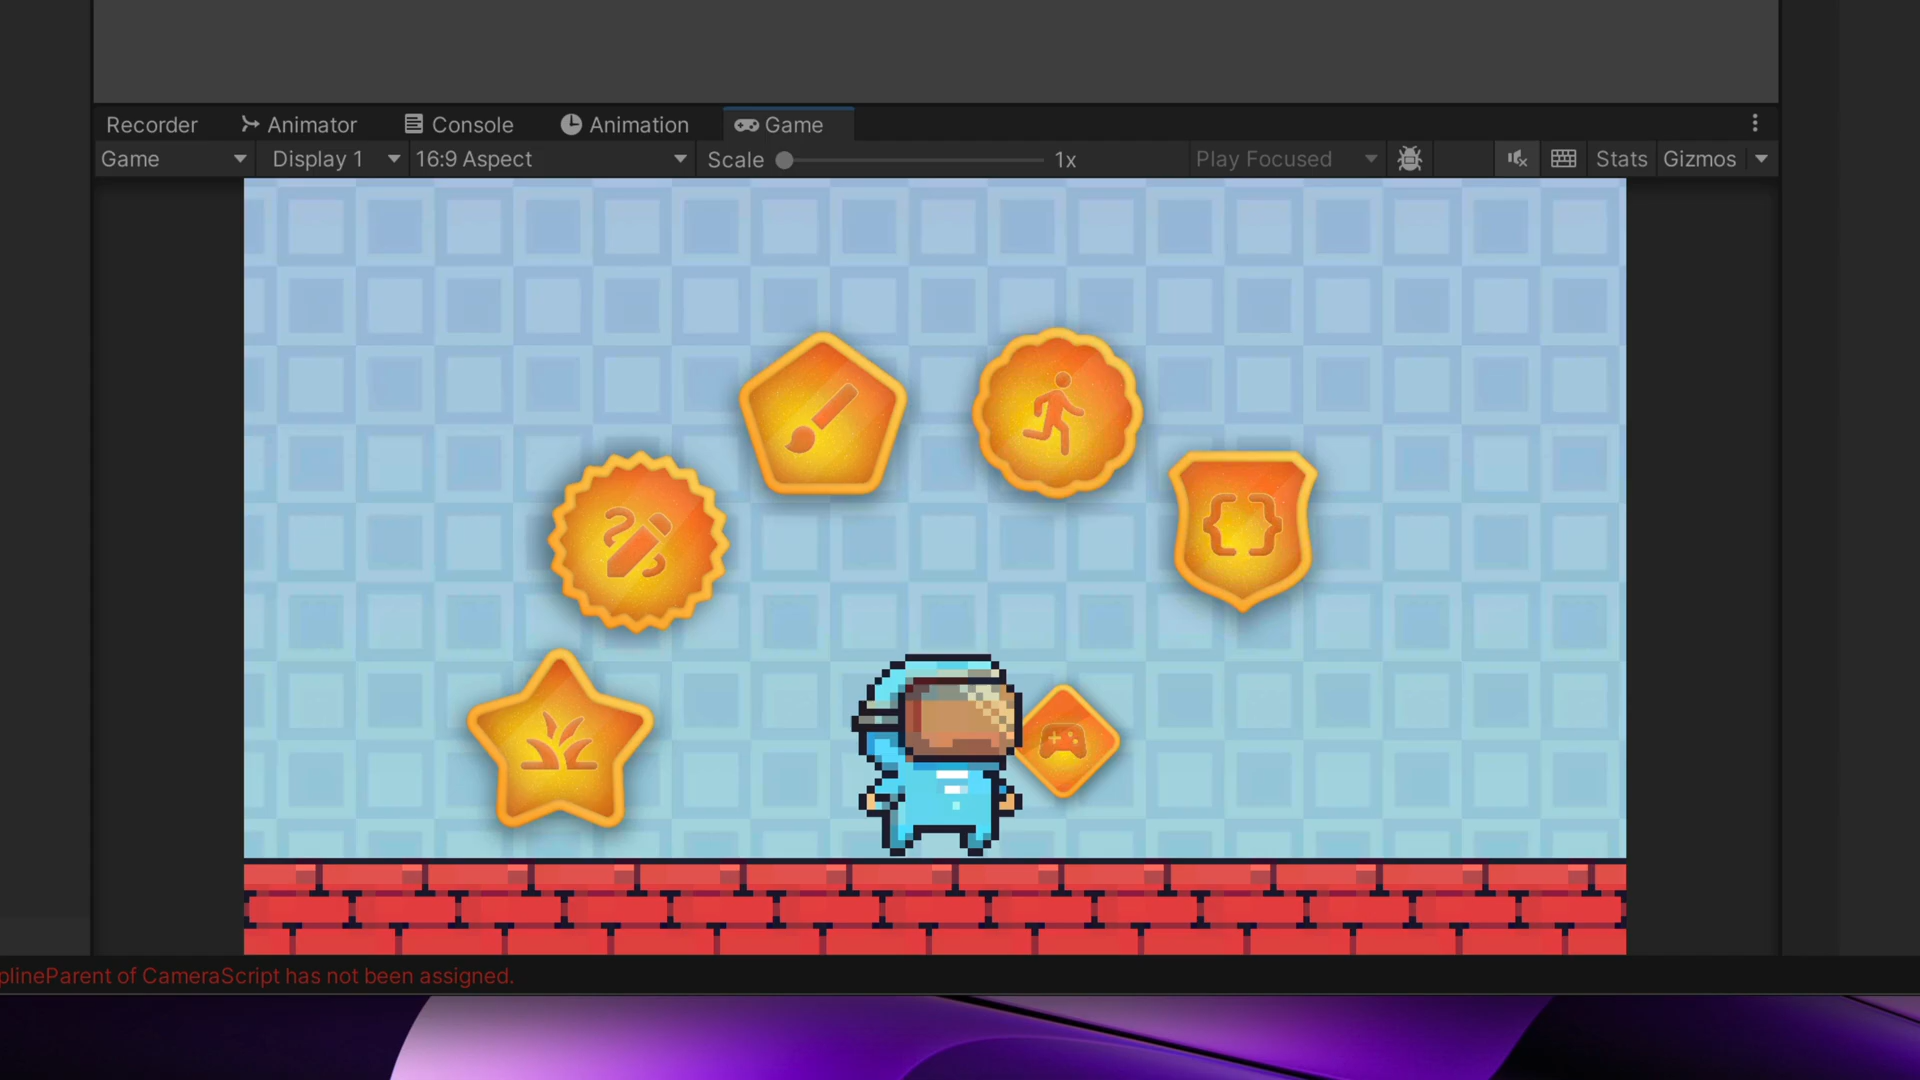 Recorder Animator Console Animation Game
Game Display 1 16:9 Aspect Scale 1x Play Focused Stats Gizmos
plineParent of CameraScript has not been assigned.